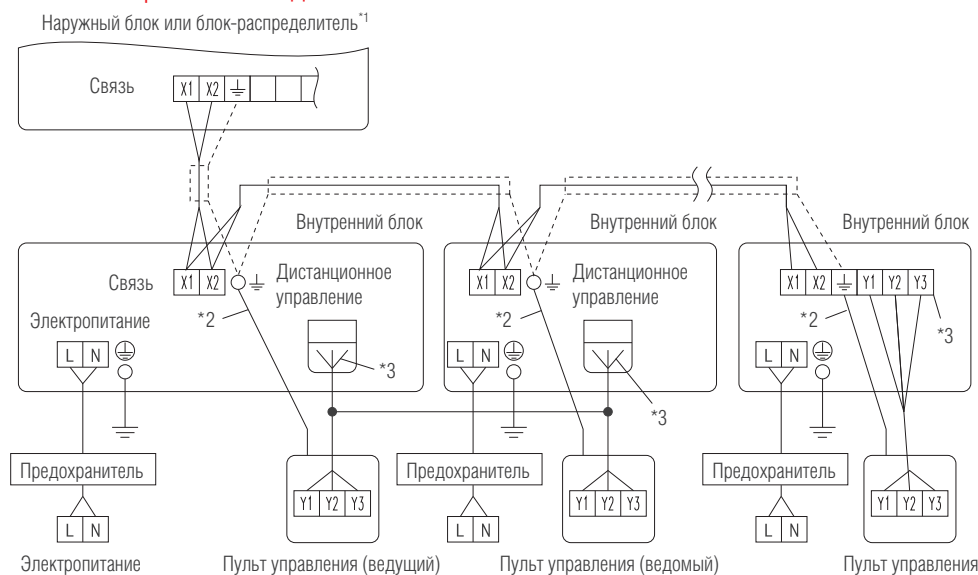 Наружный блок или блок-распределитель*1
Связь X1 X2
Внутренний блок Внутренний блок Внутренний блок
Связь X1 X2 Дистанционное управление X1 X2 Дистанционное управление X1 X2 Y1 Y2 Y3
*2 *2 *2 *3
Электропитание
L N L N L N
*3 *3
Предохранитель Предохранитель Предохранитель
Y1 Y2 Y3 Y1 Y2 Y3 Y1 Y2 Y3
L N L N L N
Электропитание Пульт управления (ведущий) Пульт управления (ведомый) Пульт управления